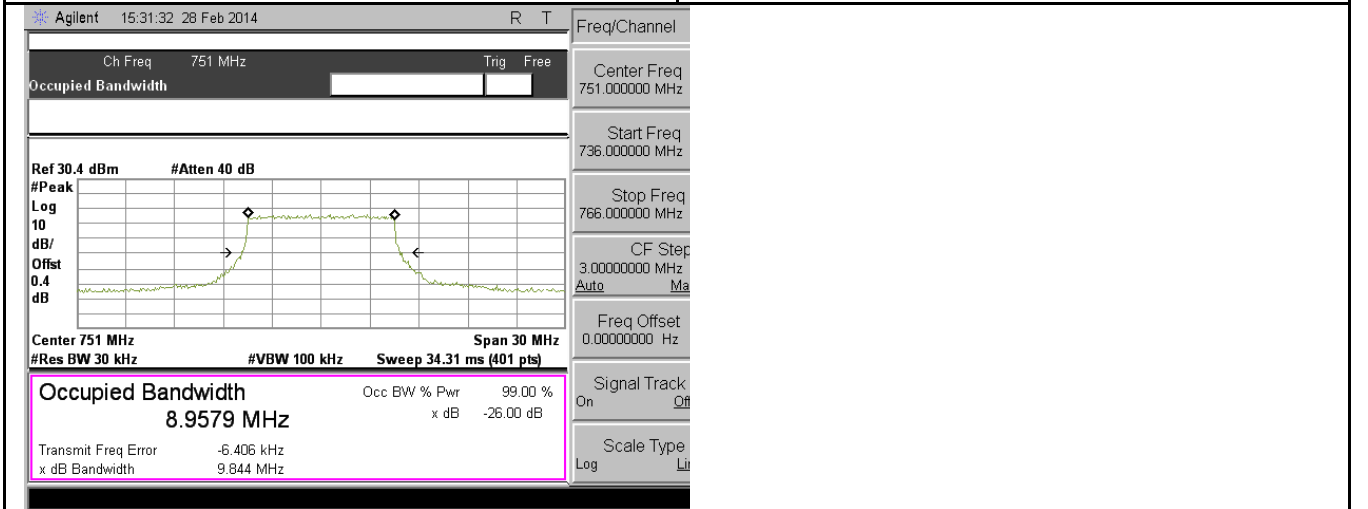 Agilent 15:31:32 28 Feb 2014 R T
Ch Freq 751 MHz Trig Free
Occupied Bandwidth
Ref 30.4 dBm #Atten 40 dB
#Peak
Log
10
dB/
Offst
0.4
dB
Center 751 MHz Span 30 MHz
#Res BW 30 kHz #VBW 100 kHz Sweep 34.31 ms (401 pts)
Occupied Bandwidth
8.9579 MHz
Occ BW % Pwr 99.00 %
x dB -26.00 dB
Transmit Freq Error -6.406 kHz
x dB Bandwidth 9.844 MHz
Freq/Channel
Center Freq
751.000000 MHz
Start Freq
736.000000 MHz
Stop Freq
766.000000 MHz
CF Step
3.00000000 MHz
Auto Ma
Freq Offset
0.00000000 Hz
Signal Track
On Off
Scale Type
Log Li